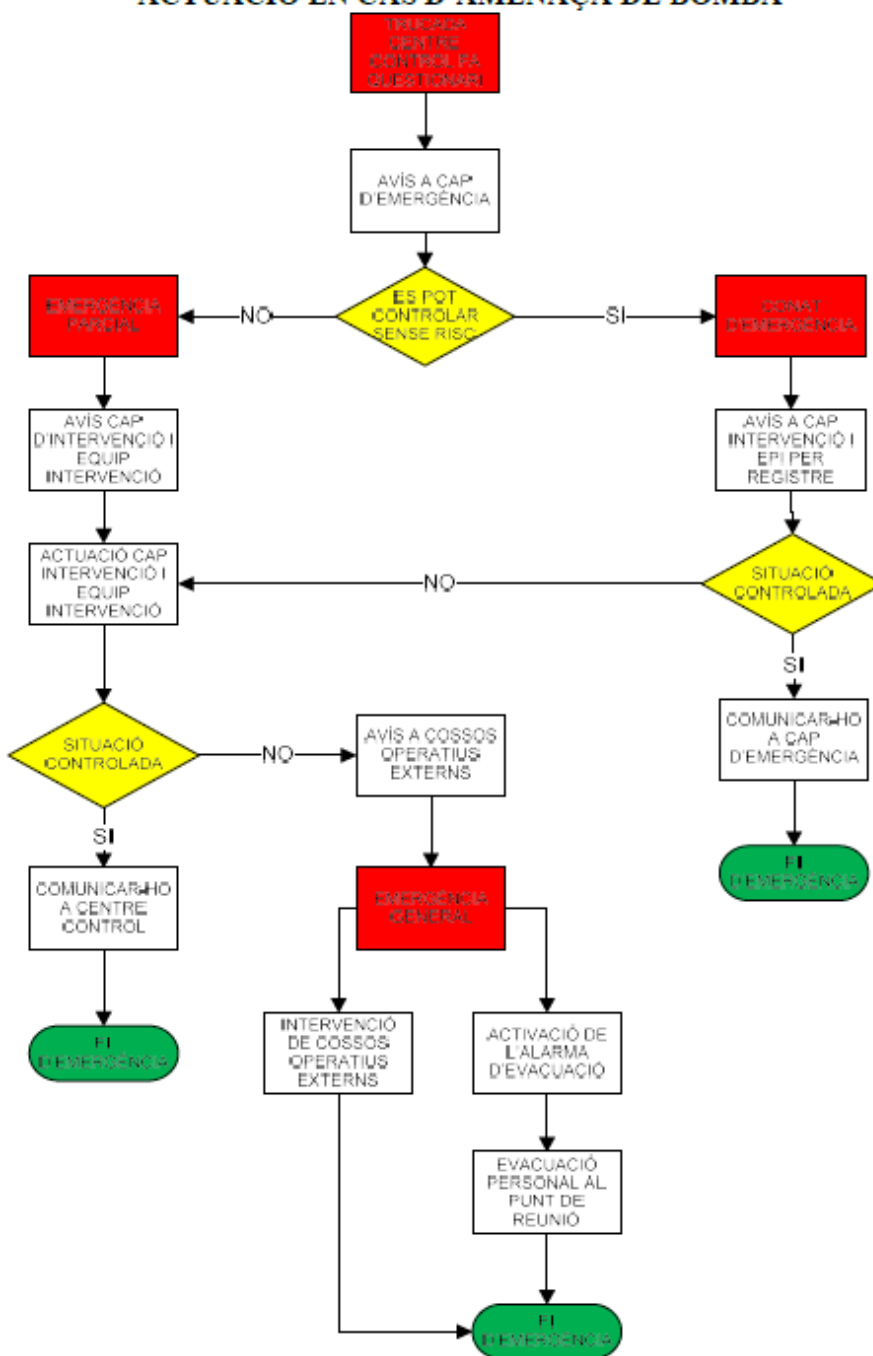 ACTUACIÓ EN CAS D'AMENAÇA DE BOMBA
TRUCADA
CENTRE
CONTROL FA
QUESTIONARI
AVÍS A CAP
D'EMERGÈNCIA
ES POT
CONTROLAR
SENSE RISC
NO
SI
EMERGÈNCIA
PARCIAL
CONAT
D'EMERGÈNCIA
AVÍS CAP
D'INTERVENCIÓ I
EQUIP
INTERVENCIÓ
AVÍS A CAP
INTERVENCIÓ I
EPI PER
REGISTRE
ACTUACIÓ CAP
INTERVENCIÓ I
EQUIP
INTERVENCIÓ
NO
SITUACIÓ
CONTROLADA
SI
SITUACIÓ
CONTROLADA
NO
AVÍS A COSSOS
OPERATIUS
EXTERNS
COMUNICAR-HO
A CAP
D'EMERGÈNCIA
SI
FI
D'EMERGÈNCIA
COMUNICAR-HO
A CENTRE
CONTROL
EMERGÈNCIA
GENERAL
FI
D'EMERGÈNCIA
INTERVENCIÓ
DE COSSOS
OPERATIUS
EXTERNS
ACTIVACIÓ DE
L'ALARMA
D'EVACUACIÓ
EVACUACIÓ
PERSONAL AL
PUNT DE
REUNIÓ
FI
D'EMERGÈNCIA